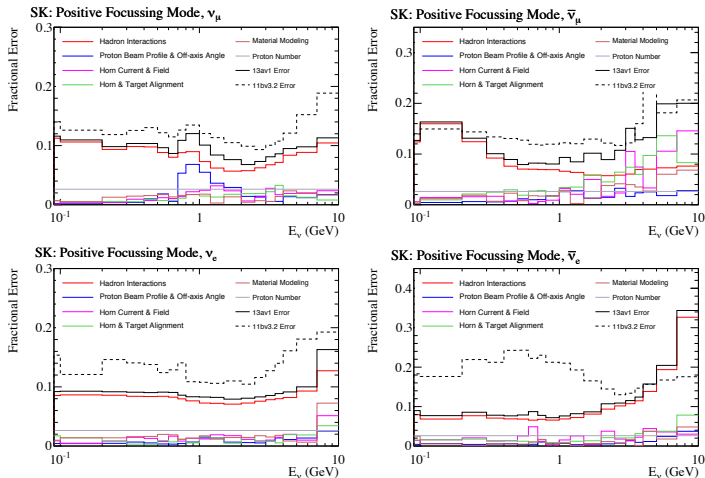 SK: Positive Focussing Mode, νμ
Fractional Error
0.3
0.2
0.1
0
Hadron Interactions
Proton Beam Profile & Off-axis Angle
Horn Current & Field
Horn & Target Alignment
Material Modeling
Proton Number
13av1 Error
11bv3.2 Error
10⁻¹
1
10
Eν (GeV)
SK: Positive Focussing Mode, ν̅μ
Fractional Error
0.4
0.3
0.2
0.1
0
Hadron Interactions
Proton Beam Profile & Off-axis Angle
Horn Current & Field
Horn & Target Alignment
Material Modeling
Proton Number
13av1 Error
11bv3.2 Error
10⁻¹
1
10
Eν (GeV)
SK: Positive Focussing Mode, νe
Fractional Error
0.3
0.2
0.1
0
Hadron Interactions
Proton Beam Profile & Off-axis Angle
Horn Current & Field
Horn & Target Alignment
Material Modeling
Proton Number
13av1 Error
11bv3.2 Error
10⁻¹
1
10
Eν (GeV)
SK: Positive Focussing Mode, ν̅e
Fractional Error
0.4
0.3
0.2
0.1
0
Hadron Interactions
Proton Beam Profile & Off-axis Angle
Horn Current & Field
Horn & Target Alignment
Material Modeling
Proton Number
13av1 Error
11bv3.2 Error
10⁻¹
1
10
Eν (GeV)